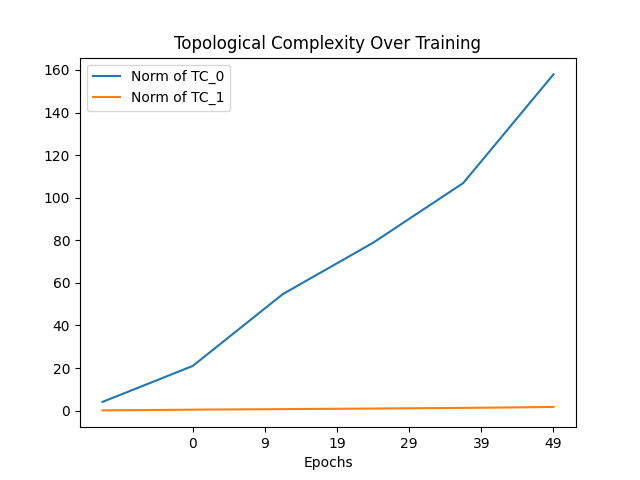 Topological Complexity Over Training
Norm of TC_0
Norm of TC_1
160
140
120
100
80
60
40
20
0
0 9 19 29 39 49
Epochs